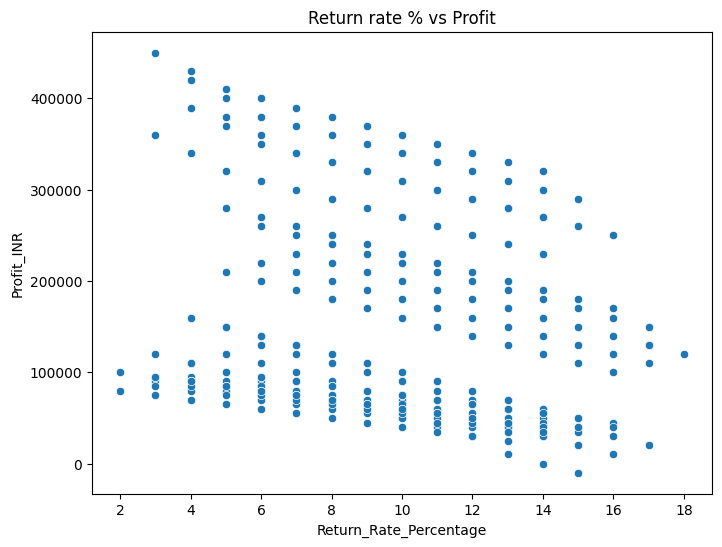 Return rate % vs Profit
Profit_INR
400000
300000
200000
100000
0
2 4 6 8 10 12 14 16 18
Return_Rate_Percentage